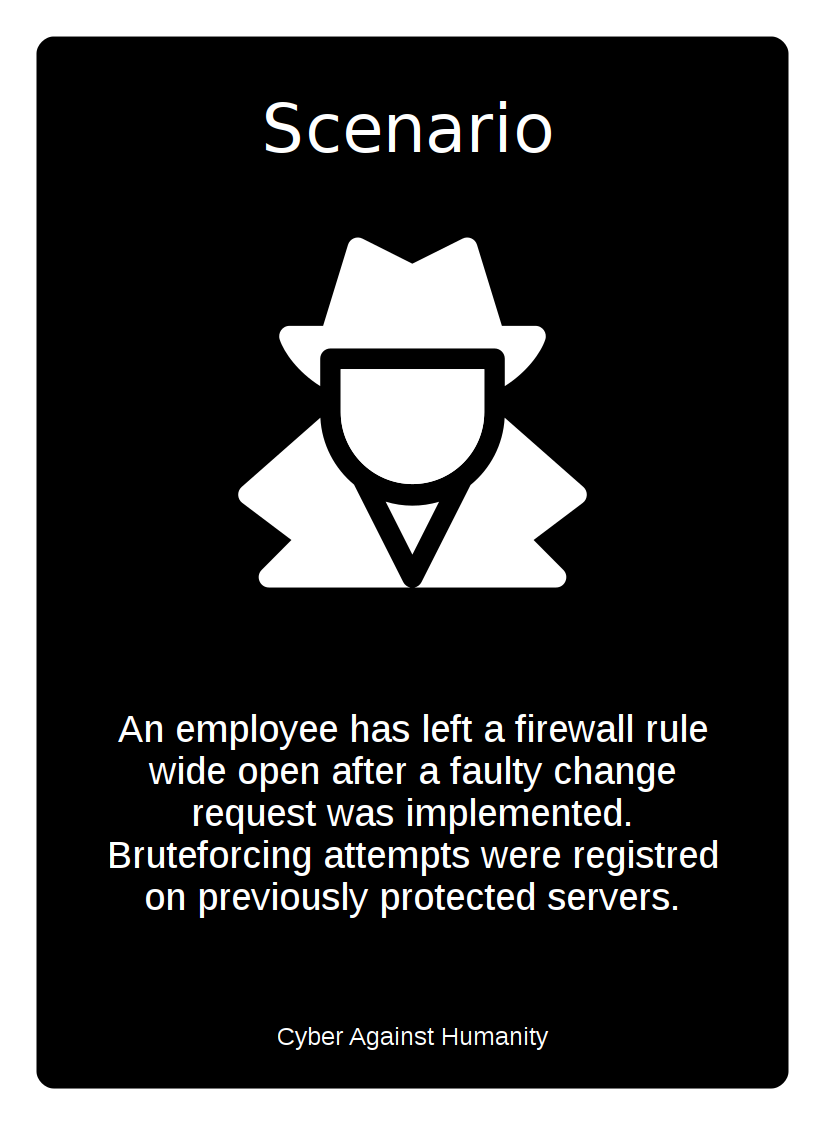 Scenario
An employee has left a firewall rule
wide open after a faulty change
request was implemented.
Bruteforcing attempts were registred
on previously protected servers.
Cyber Against Humanity